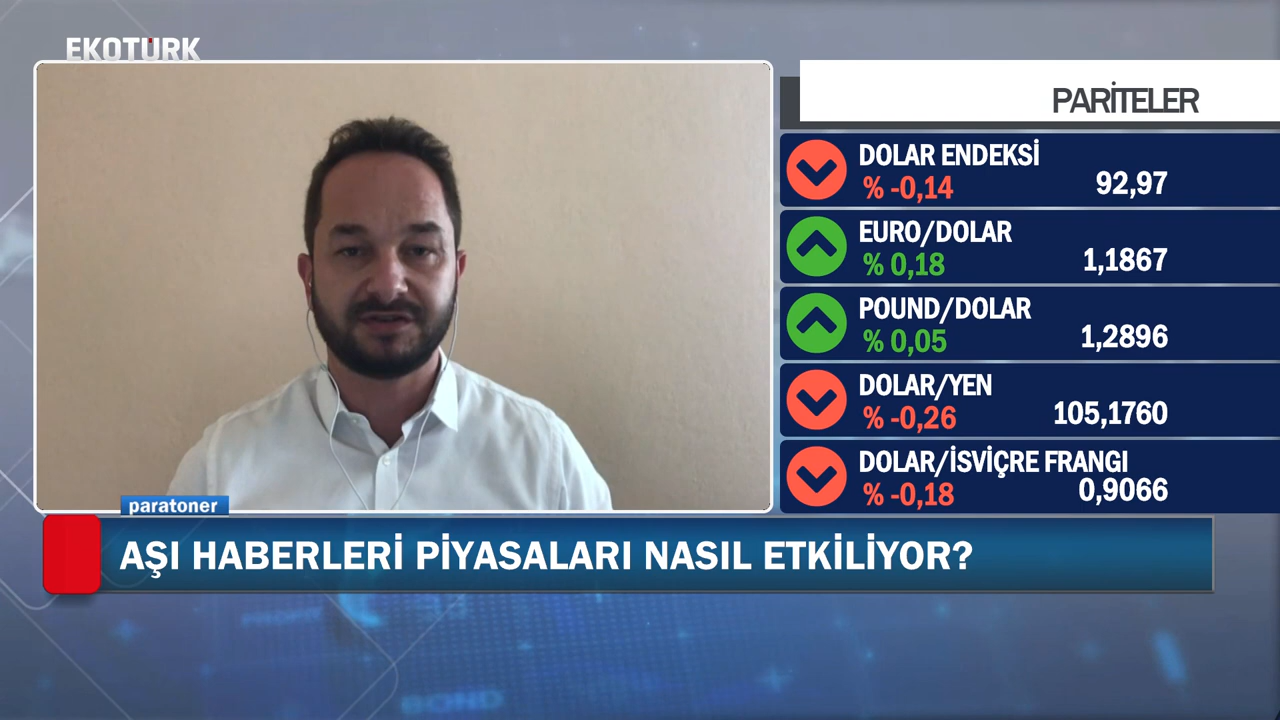 EKOTÜRK
PARİTELER
DOLAR ENDEKSİ
% -0,14
92,97
EURO/DOLAR
% 0,18
1,1867
POUND/DOLAR
% 0,05
1,2896
DOLAR/YEN
% -0,26
105,1760
DOLAR/İSVİÇRE FRANGI
% -0,18
0,9066
paratoner
AŞI HABERLERİ PİYASALARI NASIL ETKİLİYOR?
PROFIT
BOND